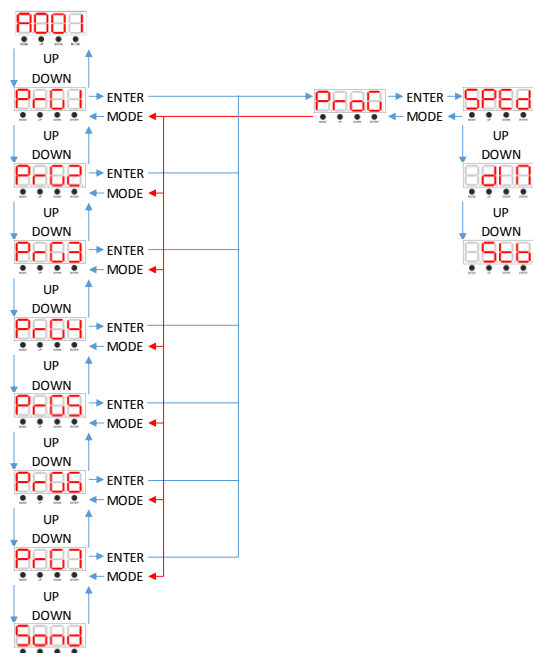 A001
UP
DOWN
PrG1 ENTER ProG ENTER SPEd
MODE MODE
UP UP
DOWN DOWN
PrG2 ENTER dIM
MODE
UP UP
DOWN DOWN
PrG3 ENTER Stb
MODE
UP
DOWN
PrG4 ENTER
MODE
UP
DOWN
PrG5 ENTER
MODE
UP
DOWN
PrG6 ENTER
MODE
UP
DOWN
PrG7 ENTER
MODE
UP
DOWN
Sond